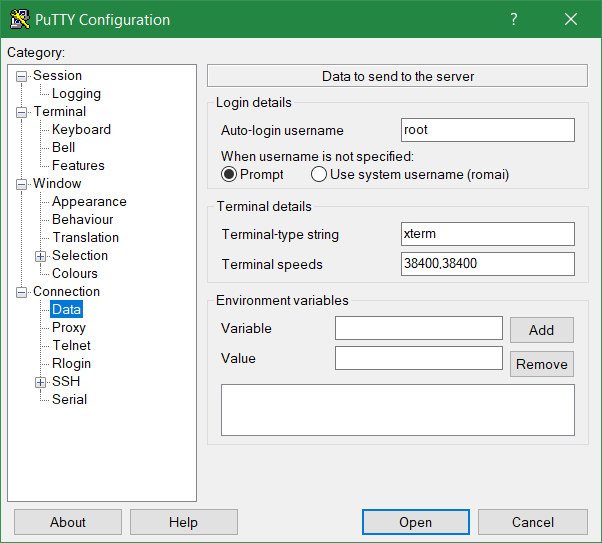 PuTTY Configuration
?
Category:
Session
Logging
Terminal
Keyboard
Bell
Features
Window
Appearance
Behaviour
Translation
Selection
Colours
Connection
Data
Proxy
Telnet
Rlogin
SSH
Serial
Data to send to the server
Login details
Auto-login username root
When username is not specified:
Prompt Use system username (romai)
Terminal details
Terminal-type string xterm
Terminal speeds 38400,38400
Environment variables
Variable Add
Value
Remove
About Help Open Cancel